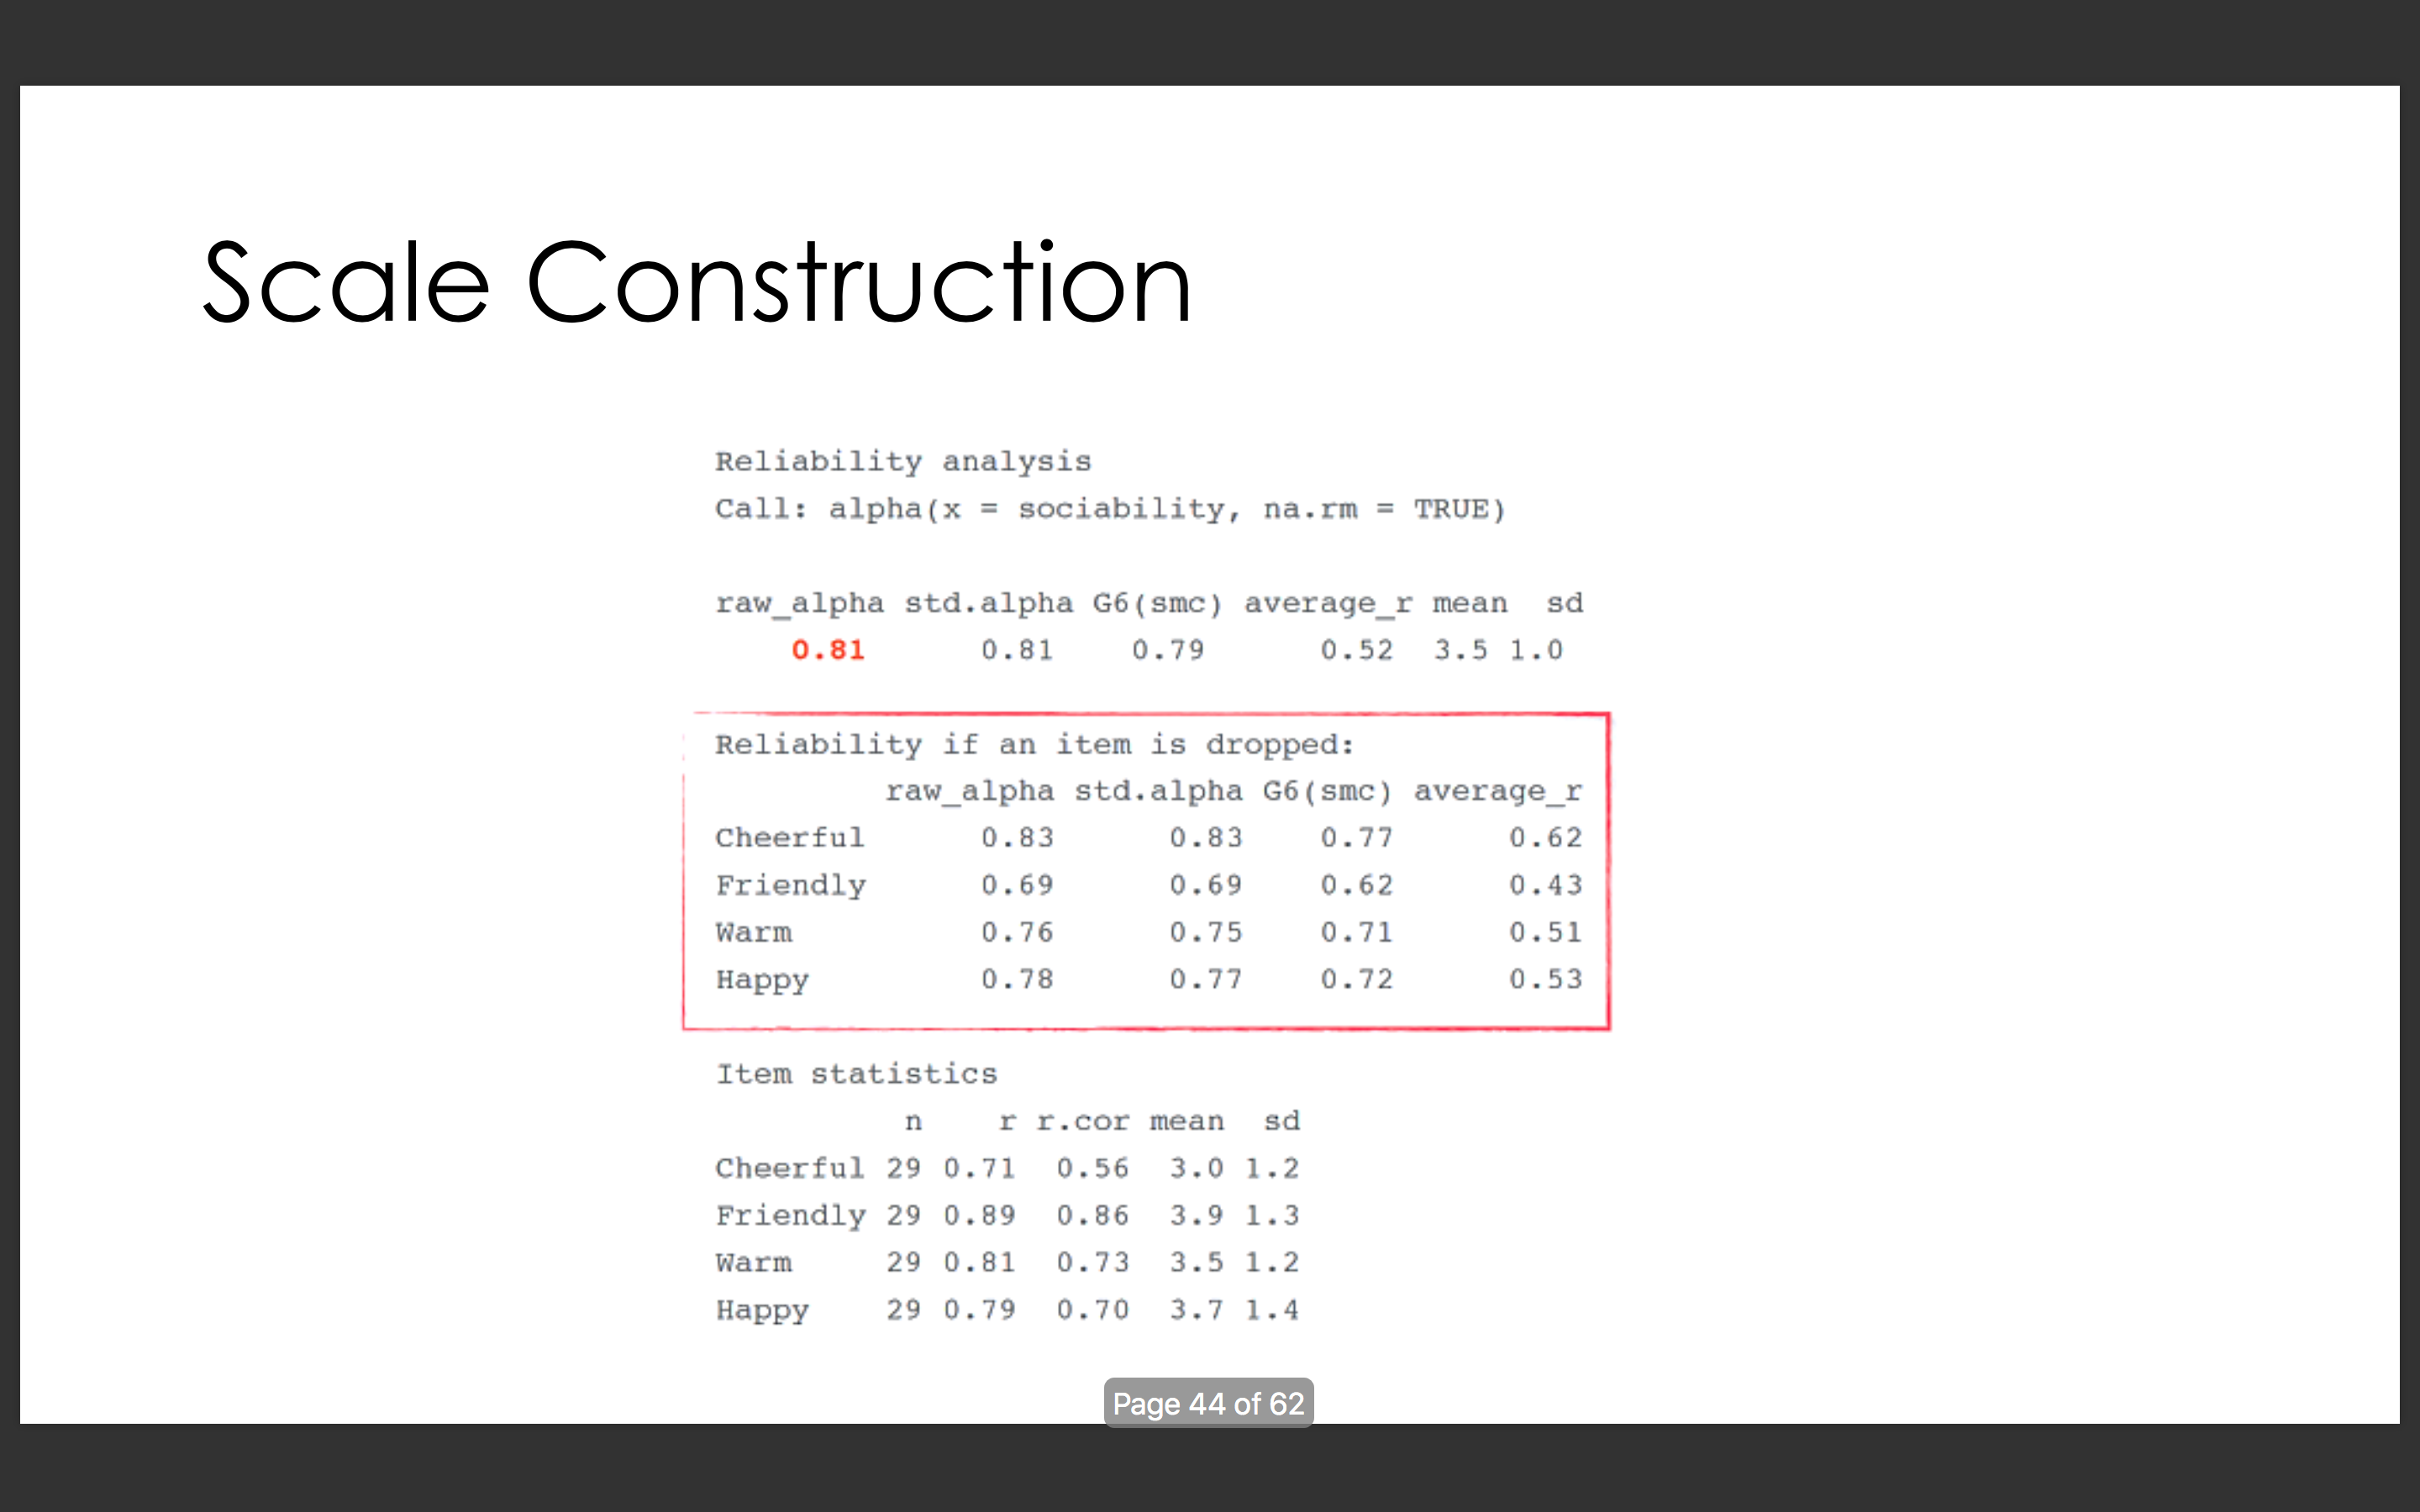 Scale Construction
Reliability analysis
Call: alpha(x = sociability, na.rm = TRUE)
raw_alpha std.alpha G6(smc) average_r mean sd
0.81 0.81 0.79 0.52 3.5 1.0
Reliability if an item is dropped:
raw_alpha std.alpha G6(smc) average_r
Cheerful 0.83 0.83 0.77 0.62
Friendly 0.69 0.69 0.62 0.43
Warm 0.76 0.75 0.71 0.51
Happy 0.78 0.77 0.72 0.53
Item statistics
n r r.cor mean sd
Cheerful 29 0.71 0.56 3.0 1.2
Friendly 29 0.89 0.86 3.9 1.3
Warm 29 0.81 0.73 3.5 1.2
Happy 29 0.79 0.70 3.7 1.4
Page 44 of 62